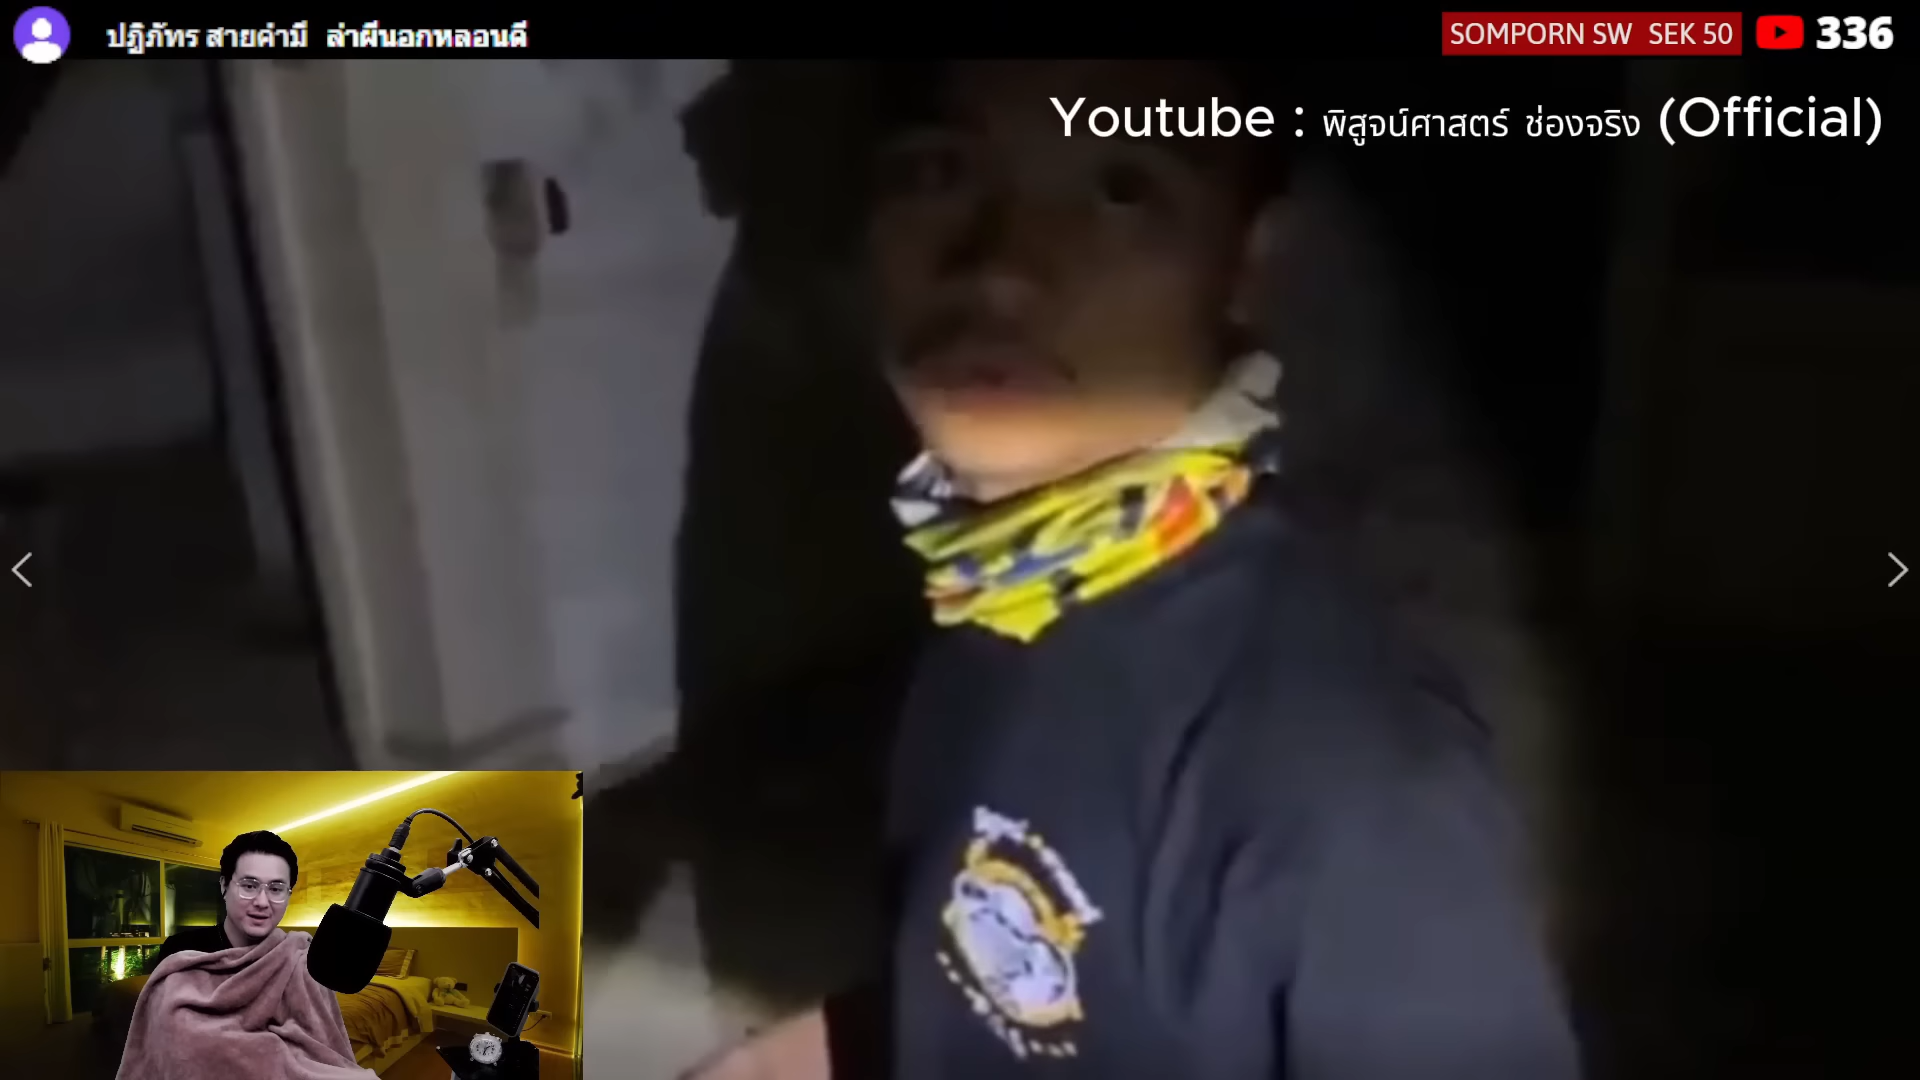 ปฏิภัทร สายคำมี ล่าผีนอกหลอนดี
SOMPORN SW SEK 50
336
Youtube : พิสูจน์ศาสตร์ ช่องจริง (Official)